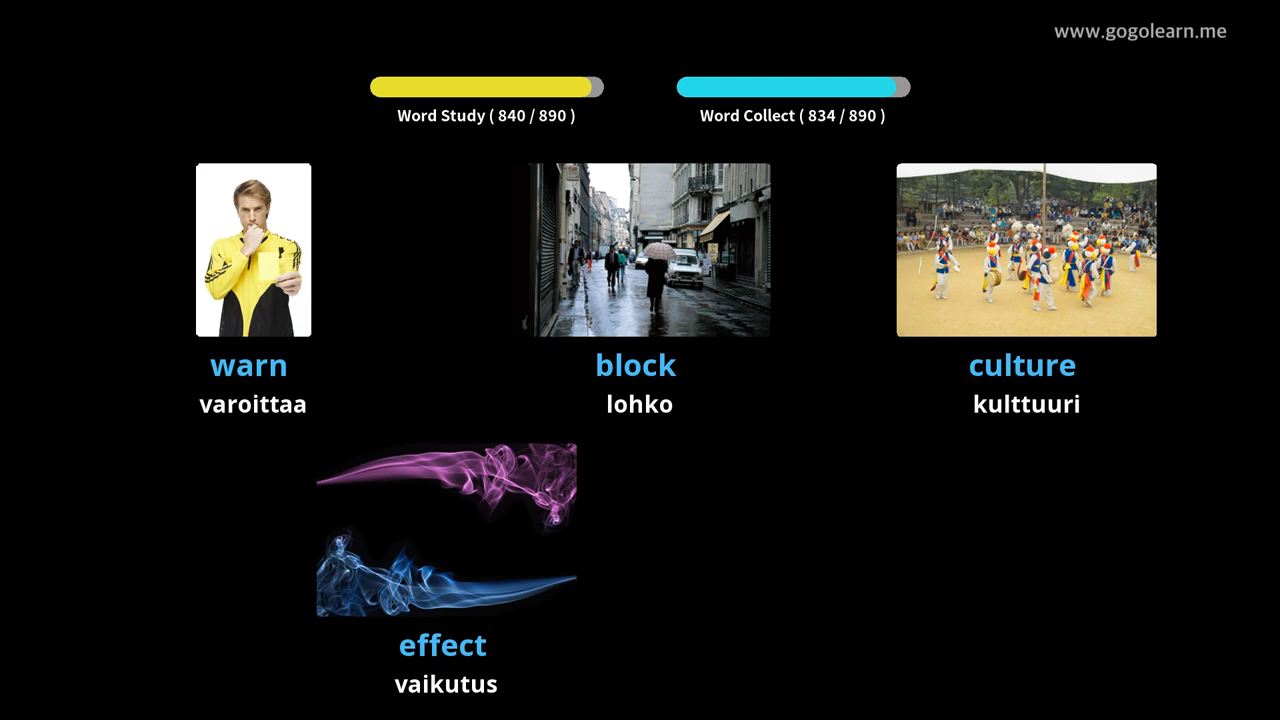 www.gogolearn.me
Word Study ( 840 / 890 )
Word Collect ( 834 / 890 )
warn
varoittaa
block
lohko
culture
kulttuuri
effect
vaikutus